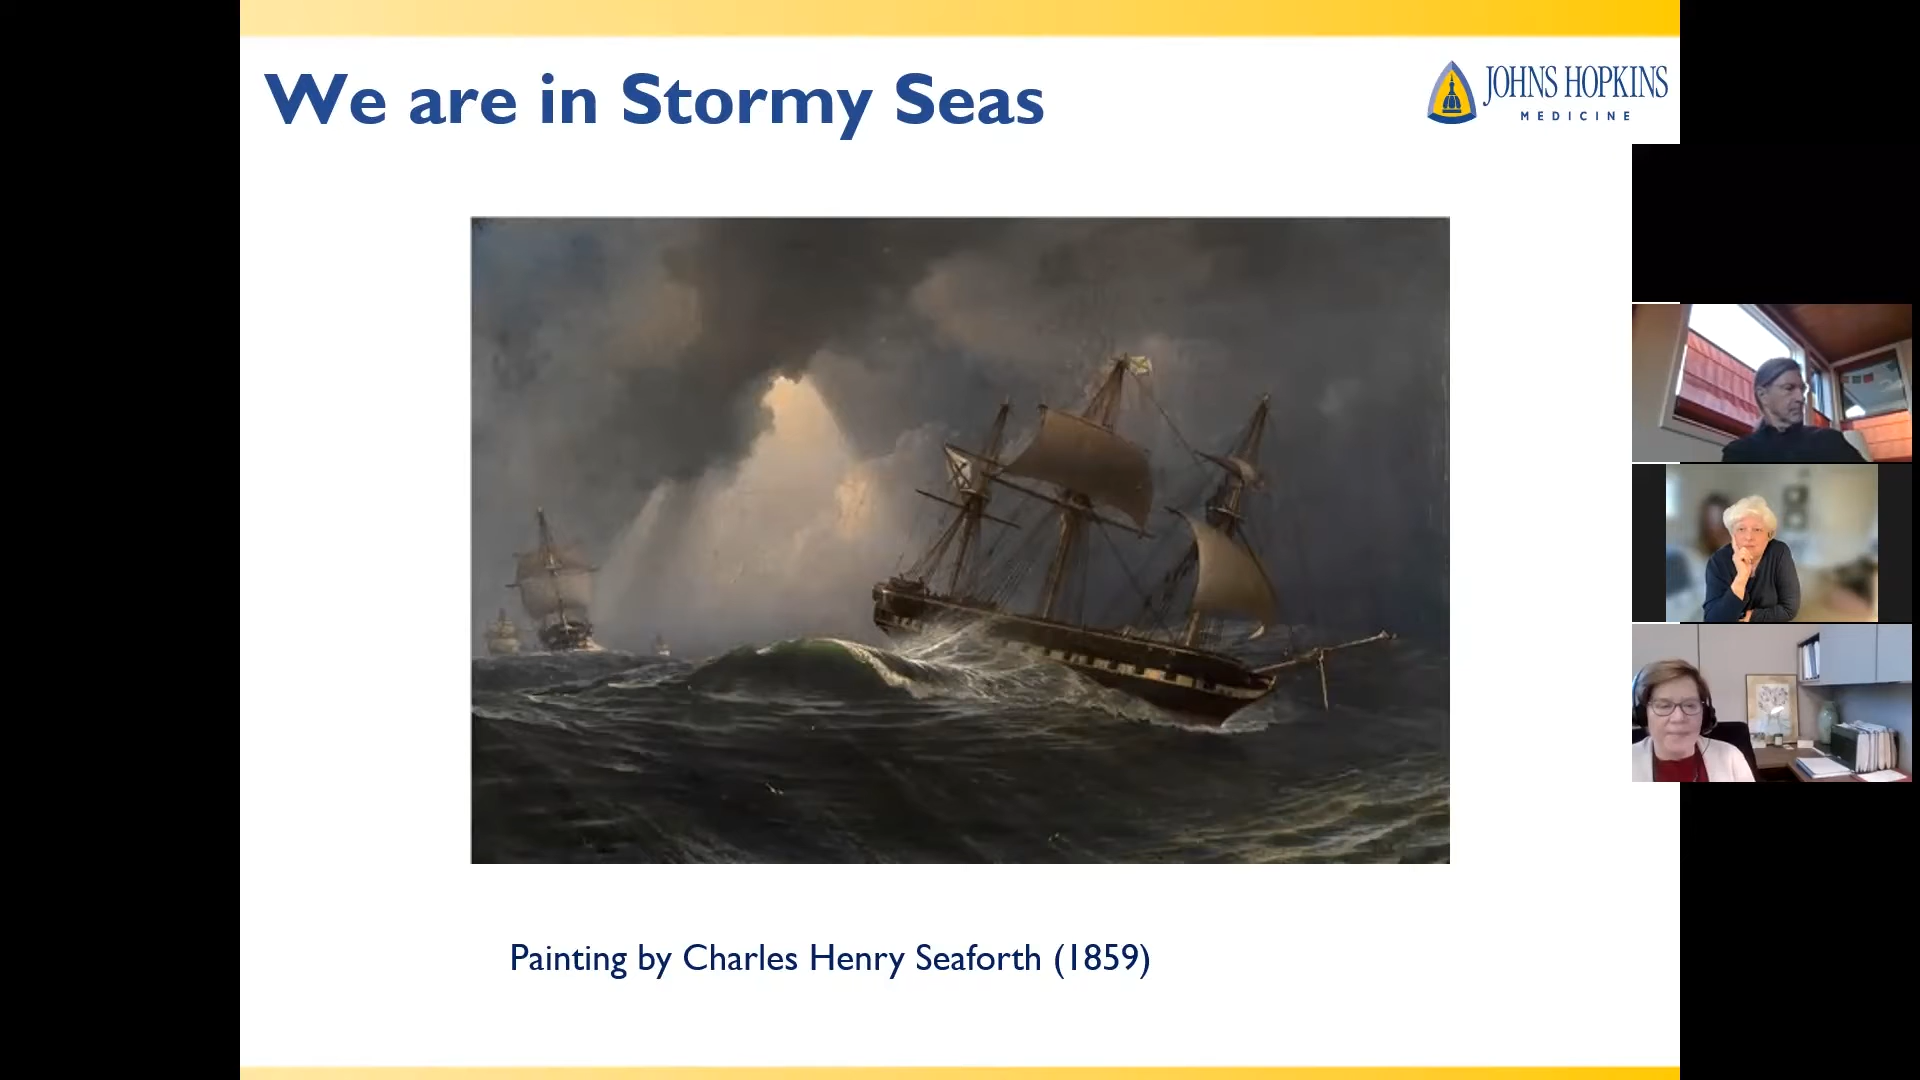 We are in Stormy Seas
JOHNS HOPKINS
MEDICINE
Painting by Charles Henry Seaforth (1859)